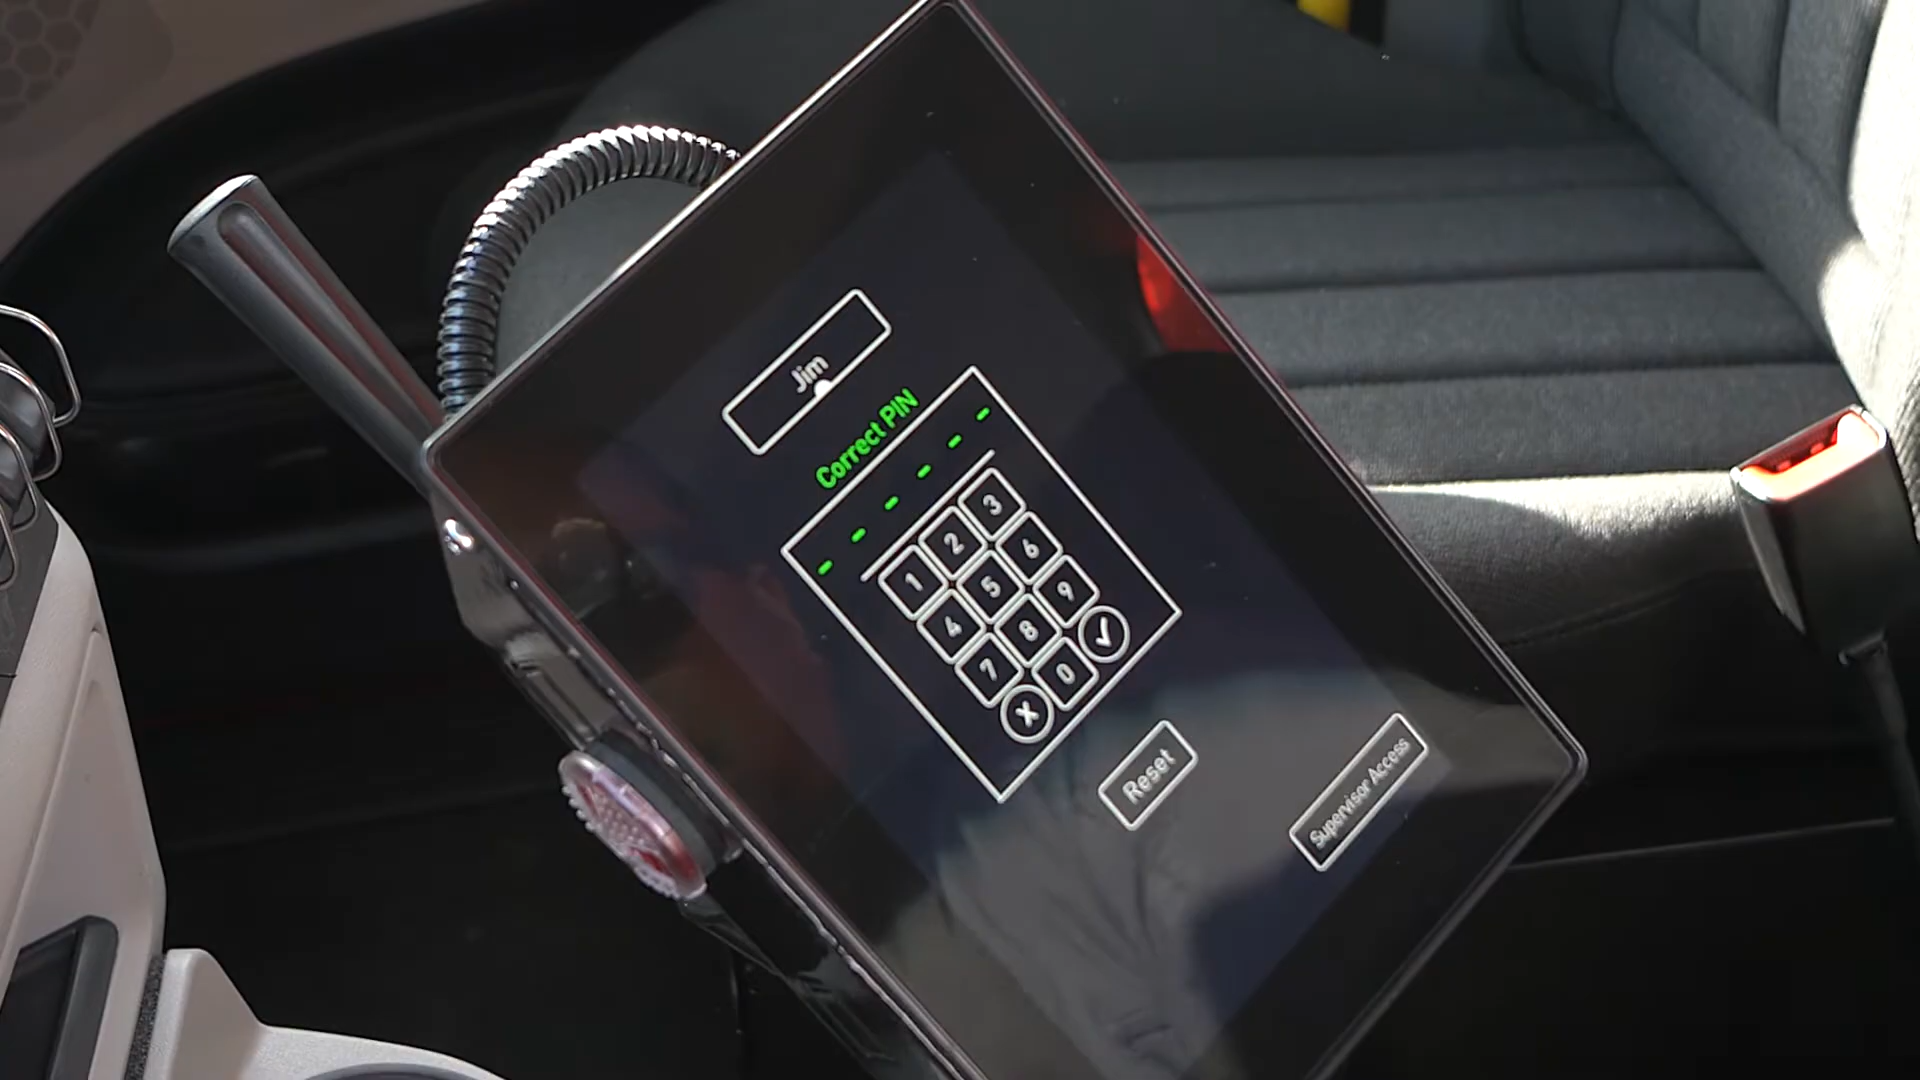 Jim
Correct PIN
- - - - - -
1 2 3
4 5 6
7 8 9
X 0 ✓
Reset
Supervisor Access